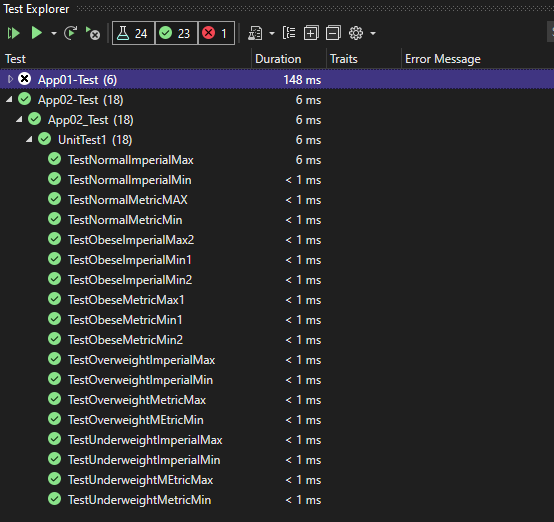 Test Explorer
24 23 1
Test Duration Traits Error Message
App01-Test (6) 148 ms
App02-Test (18) 6 ms
App02_Test (18) 6 ms
UnitTest1 (18) 6 ms
TestNormalImperialMax 6 ms
TestNormalImperialMin < 1 ms
TestNormalMetricMAX < 1 ms
TestNormalMetricMin < 1 ms
TestObeseImperialMax2 < 1 ms
TestObeseImperialMin1 < 1 ms
TestObeseImperialMin2 < 1 ms
TestObeseMetricMax1 < 1 ms
TestObeseMetricMin1 < 1 ms
TestObeseMetricMin2 < 1 ms
TestOverweightImperialMax < 1 ms
TestOverweightImperialMin < 1 ms
TestOverweightMetricMax < 1 ms
TestOverweightMEtricMin < 1 ms
TestUnderweightImperialMax < 1 ms
TestUnderweightImperialMin < 1 ms
TestUnderweightMEtricMax < 1 ms
TestUnderweightMetricMin < 1 ms